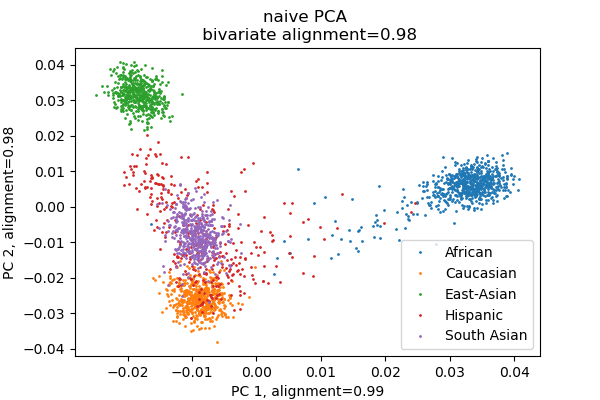 naive PCA
bivariate alignment=0.98
PC 2, alignment=0.98
0.04
0.03
0.02
0.01
0.00
−0.01
−0.02
−0.03
−0.04
African
Caucasian
East-Asian
Hispanic
South Asian
−0.02 −0.01 0.00 0.01 0.02 0.03 0.04
PC 1, alignment=0.99